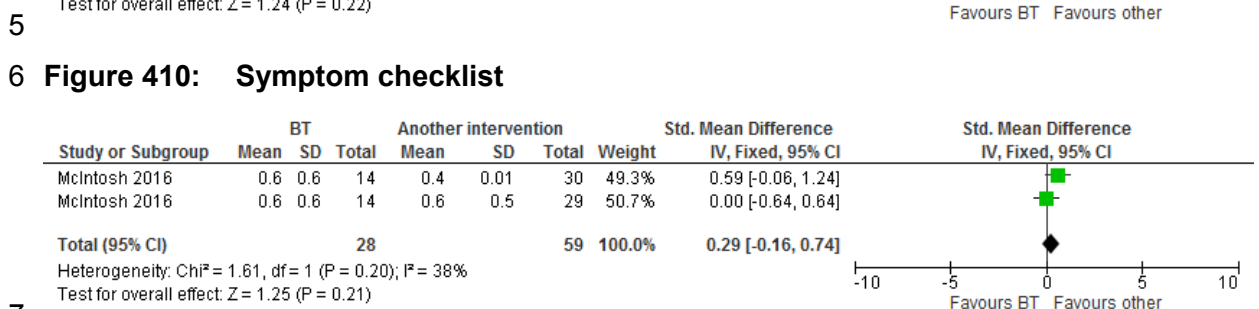 Test for overall effect: Z = 1.24 (P = 0.22)
Favours BT Favours other
5
6 Figure 410: Symptom checklist
BT Another intervention Std. Mean Difference Std. Mean Difference
Study or Subgroup Mean SD Total Mean SD Total Weight IV, Fixed, 95% CI IV, Fixed, 95% CI
McIntosh 2016 0.6 0.6 14 0.4 0.01 30 49.3% 0.59 [-0.06, 1.24]
McIntosh 2016 0.6 0.6 14 0.6 0.5 29 50.7% 0.00 [-0.64, 0.64]
Total (95% CI) 28 59 100.0% 0.29 [-0.16, 0.74]
Heterogeneity: Chi² = 1.61, df = 1 (P = 0.20); I² = 38%
-10 -5 0 5 10
Test for overall effect: Z = 1.25 (P = 0.21)
Favours BT Favours other